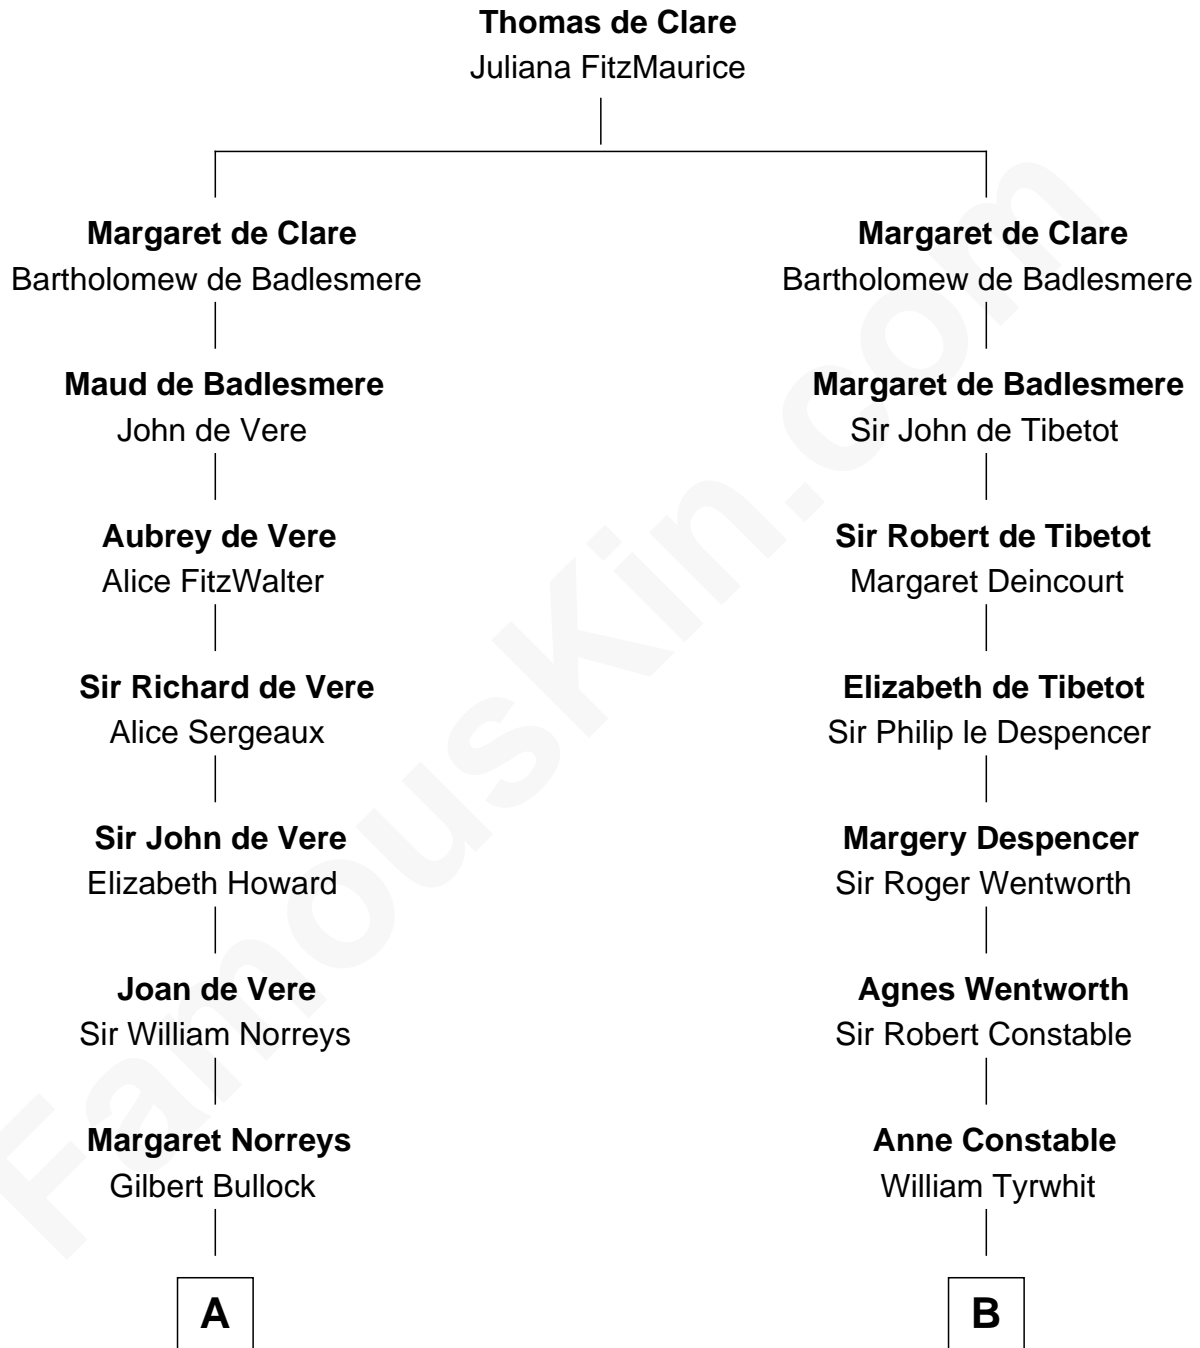 Thomas de Clare
Juliana FitzMaurice
Margaret de Clare
Bartholomew de Badlesmere
Margaret de Clare
Bartholomew de Badlesmere
Maud de Badlesmere
John de Vere
Margaret de Badlesmere
Sir John de Tibetot
Aubrey de Vere
Alice FitzWalter
Sir Robert de Tibetot
Margaret Deincourt
Sir Richard de Vere
Alice Sergeaux
Elizabeth de Tibetot
Sir Philip le Despencer
Sir John de Vere
Elizabeth Howard
Margery Despencer
Sir Roger Wentworth
Joan de Vere
Sir William Norreys
Agnes Wentworth
Sir Robert Constable
Margaret Norreys
Gilbert Bullock
Anne Constable
William Tyrwhit
A
B
FamousKin.com